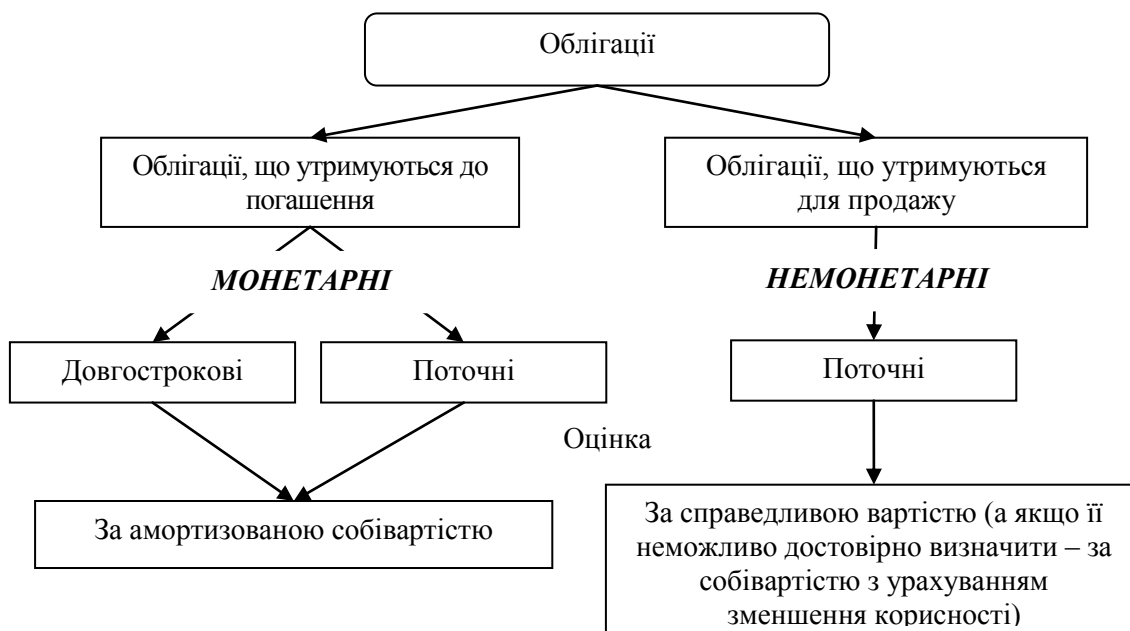 Облігації
Облігації, що утримуються до
погашення
Облігації, що утримуються
для продажу
МОНЕТАРНІ
НЕМОНЕТАРНІ
Довгострокові
Поточні
Поточні
Оцінка
За амортизованою собівартістю
За справедливою вартістю (а якщо її
неможливо достовірно визначити – за
собівартістю з урахуванням
зменшення корисності)